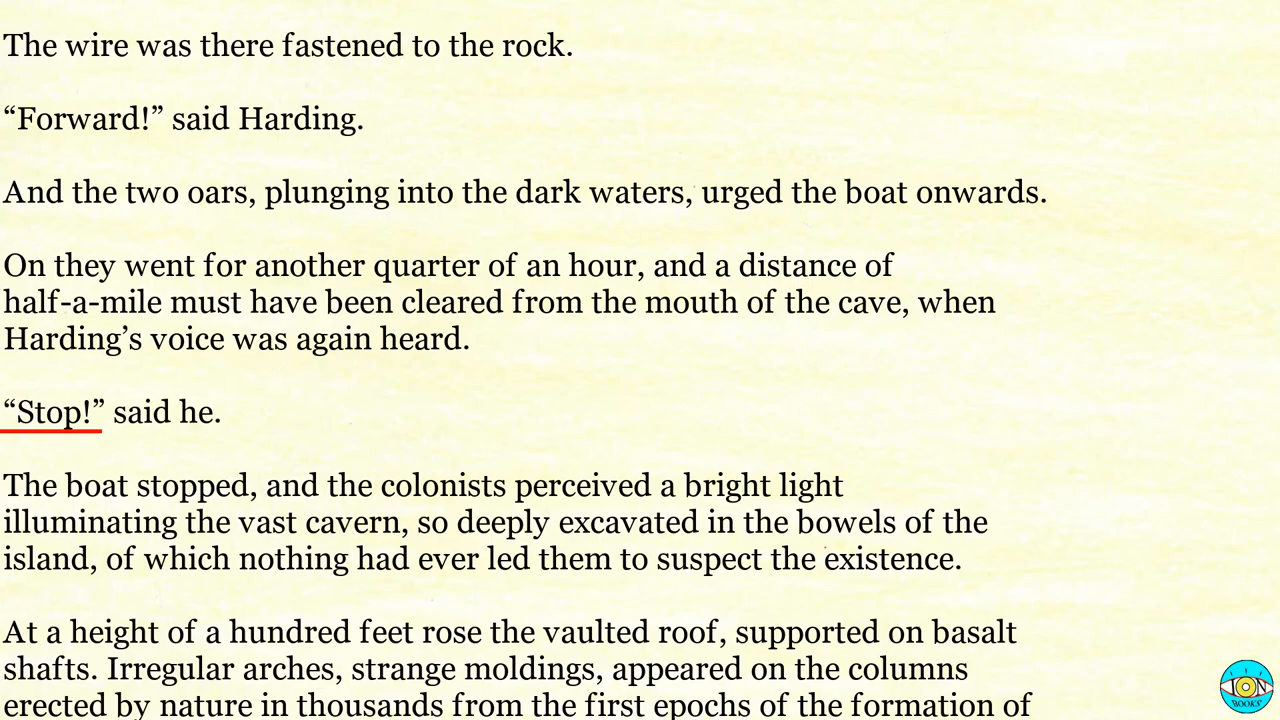 The wire was there fastened to the rock.
“Forward!” said Harding.
And the two oars, plunging into the dark waters, urged the boat onwards.
On they went for another quarter of an hour, and a distance of
half-a-mile must have been cleared from the mouth of the cave, when
Harding’s voice was again heard.
“Stop!” said he.
The boat stopped, and the colonists perceived a bright light
illuminating the vast cavern, so deeply excavated in the bowels of the
island, of which nothing had ever led them to suspect the existence.
At a height of a hundred feet rose the vaulted roof, supported on basalt
shafts. Irregular arches, strange moldings, appeared on the columns
erected by nature in thousands from the first epochs of the formation of
ION
BOOKS